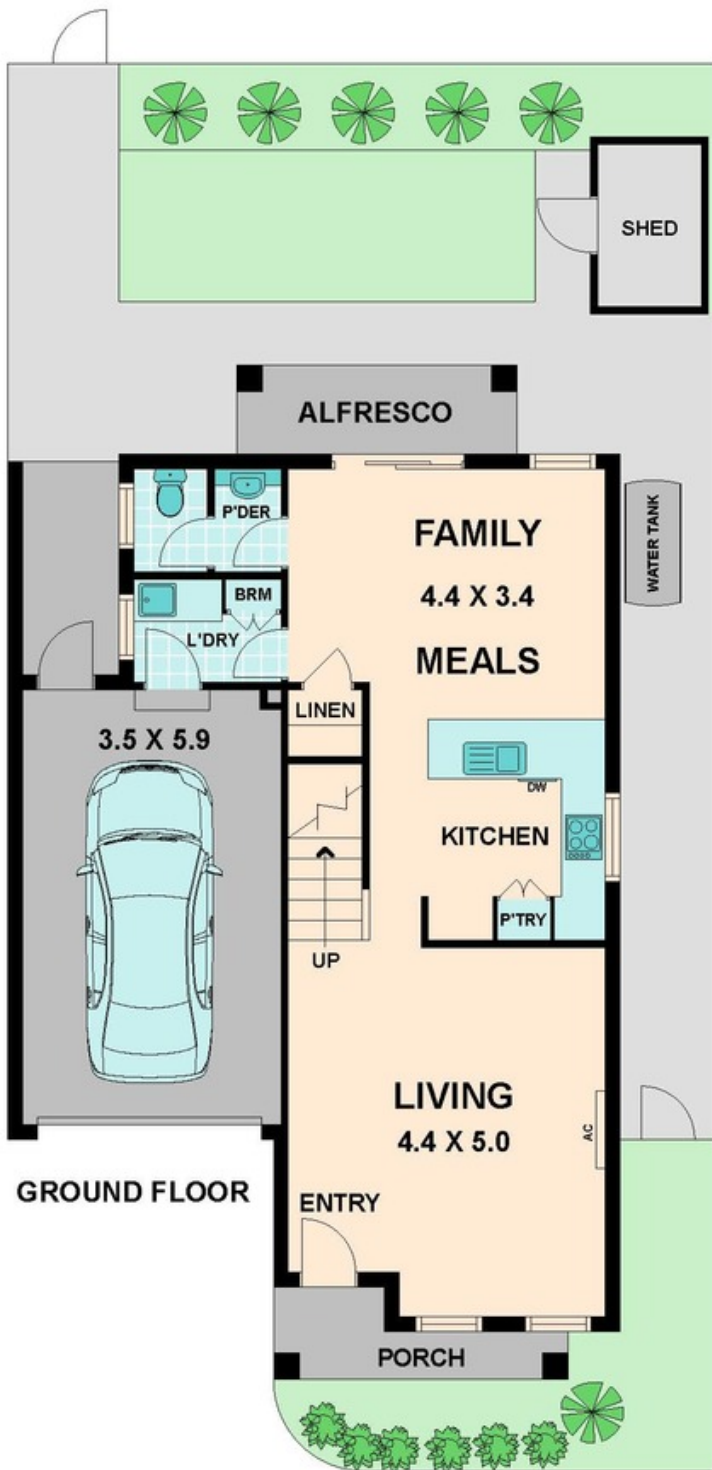 SHED
ALFRESCO
P'DER
FAMILY
4.4 X 3.4
MEALS
WATER TANK
BRM
L'DRY
LINEN
3.5 X 5.9
DW
KITCHEN
P'TRY
UP
LIVING
4.4 X 5.0
AC
GROUND FLOOR
ENTRY
PORCH